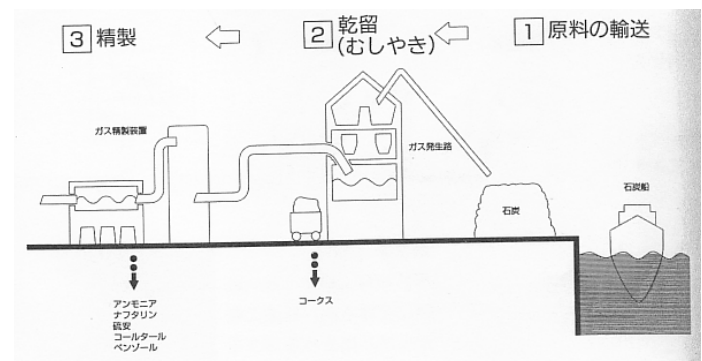 3 精製
2 乾留
(むしやき)
1 原料の輸送
ガス精製装置
ガス発生路
石炭
石炭船
アンモニア
ナフタリン
硫安
コールタール
ベンゾール
コークス